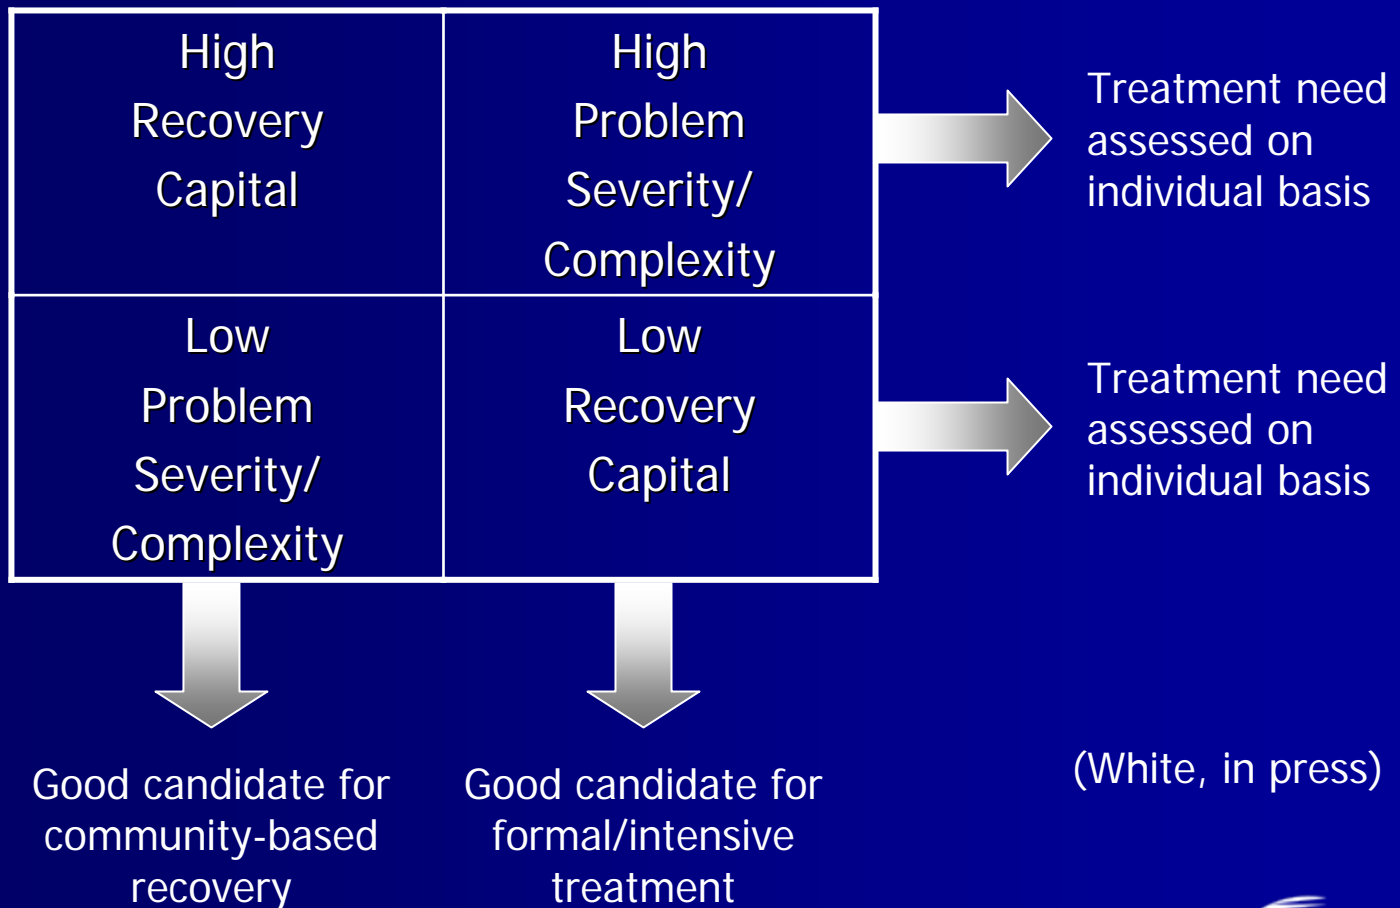 High
Recovery
Capital
High
Problem
Severity/
Complexity
Treatment need
assessed on
individual basis
Low
Problem
Severity/
Complexity
Low
Recovery
Capital
Treatment need
assessed on
individual basis
Good candidate for
community-based
recovery
Good candidate for
formal/intensive
treatment
(White, in press)